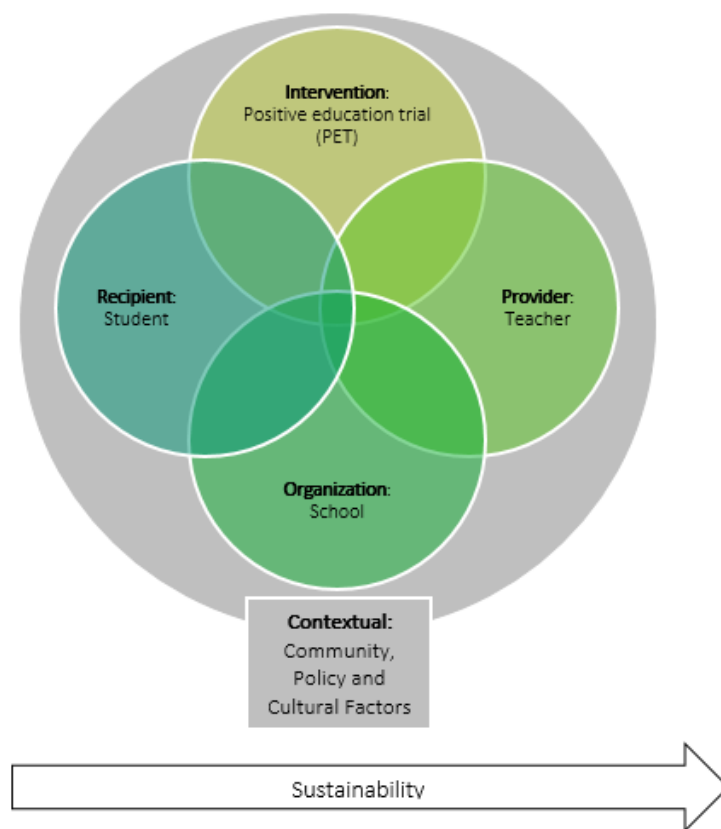 Intervention:
Positive education trial
(PET)
Recipient:
Student
Provider:
Teacher
Organization:
School
Contextual:
Community,
Policy and
Cultural Factors
Sustainability